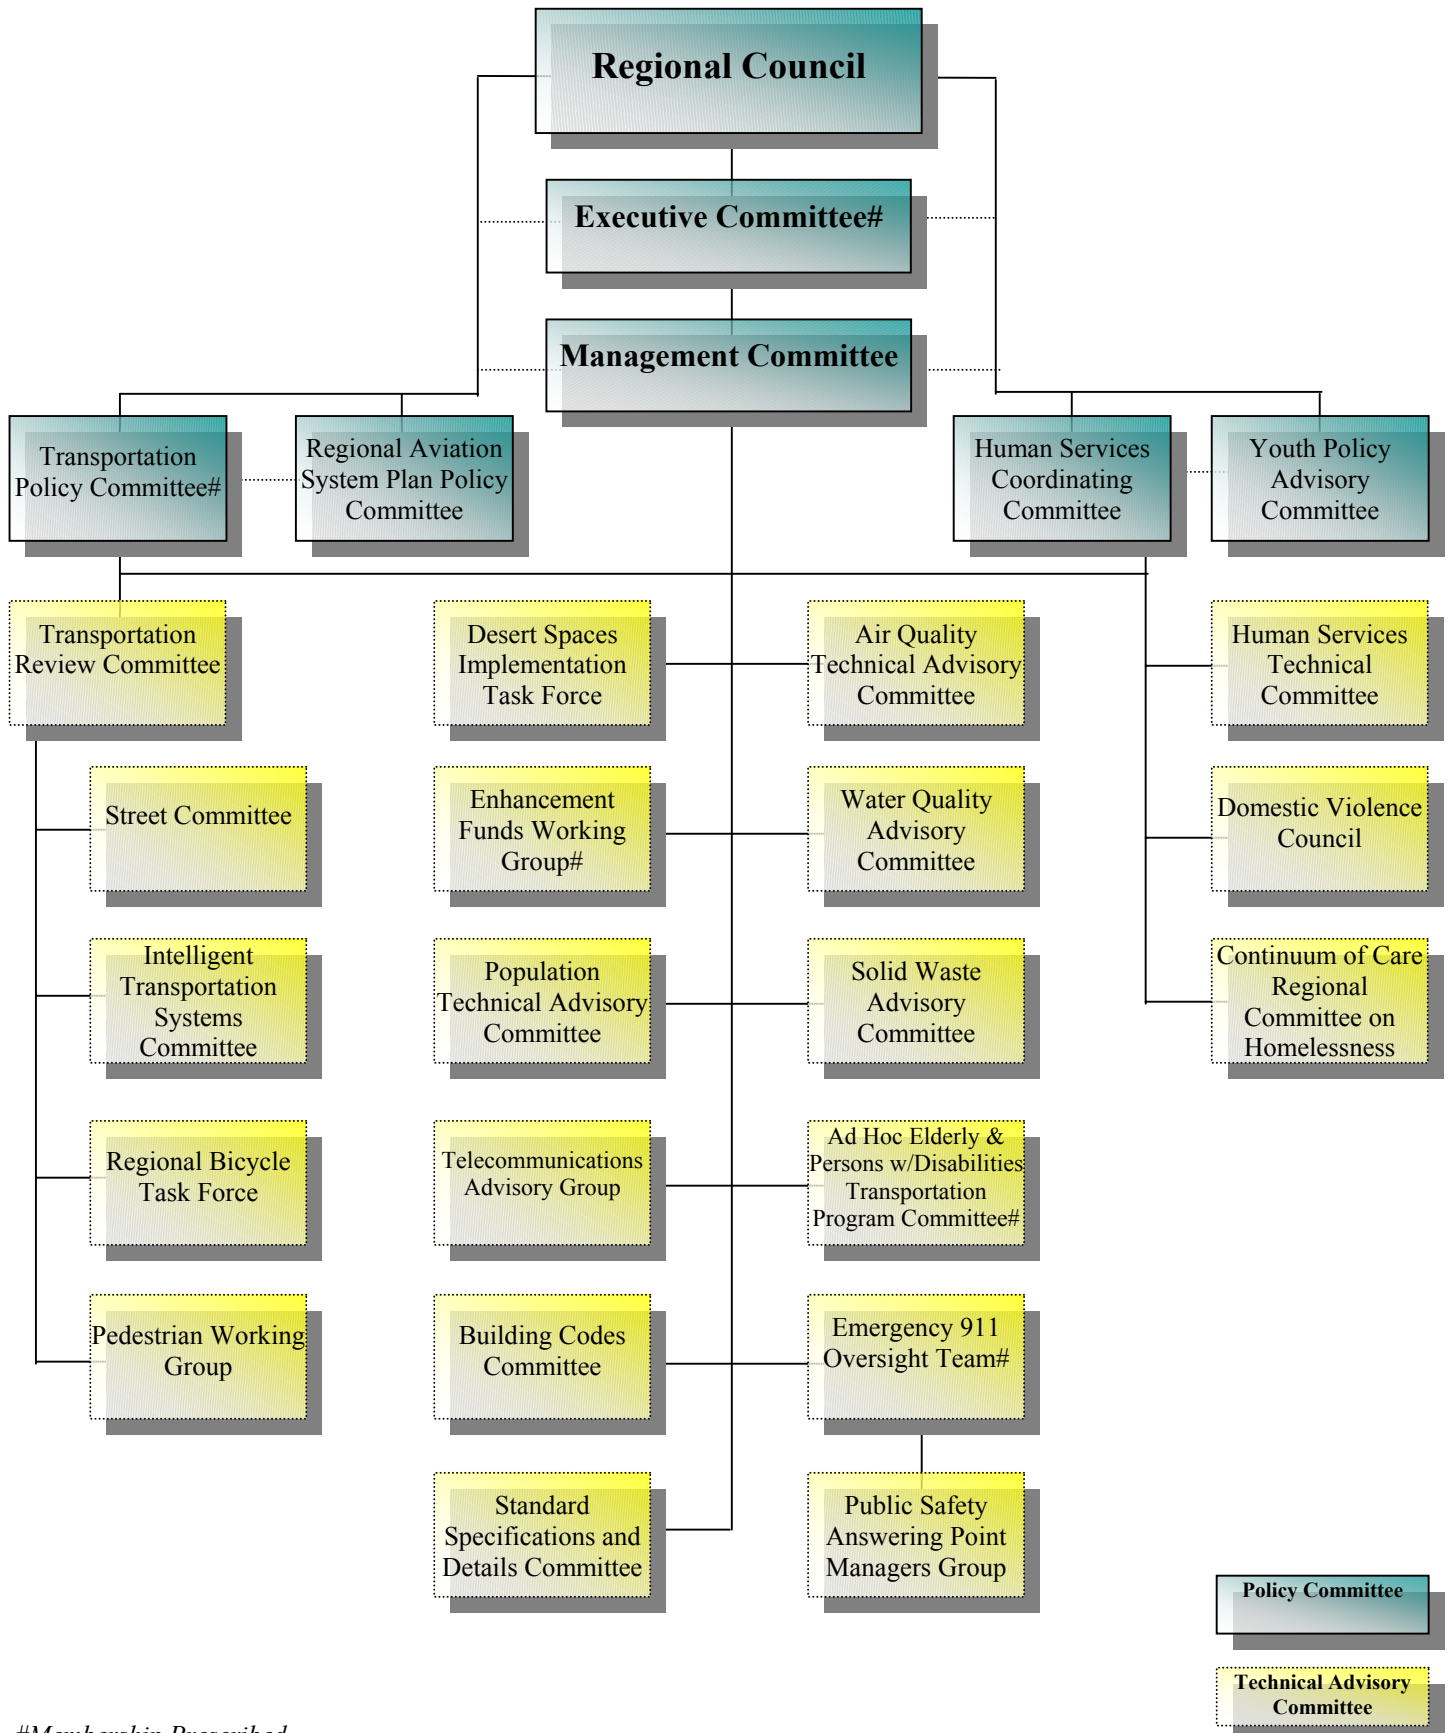 Regional Council
Executive Committee#
Management Committee
Transportation
Policy Committee#
Regional Aviation
System Plan Policy
Committee
Human Services
Coordinating
Committee
Youth Policy
Advisory
Committee
Transportation
Review Committee
Desert Spaces
Implementation
Task Force
Air Quality
Technical Advisory
Committee
Human Services
Technical
Committee
Street Committee
Enhancement
Funds Working
Group#
Water Quality
Advisory
Committee
Domestic Violence
Council
Intelligent
Transportation
Systems
Committee
Population
Technical Advisory
Committee
Solid Waste
Advisory
Committee
Continuum of Care
Regional
Committee on
Homelessness
Regional Bicycle
Task Force
Telecommunications
Advisory Group
Ad Hoc Elderly &
Persons w/Disabilities
Transportation
Program Committee#
Pedestrian Working
Group
Building Codes
Committee
Emergency 911
Oversight Team#
Standard
Specifications and
Details Committee
Public Safety
Answering Point
Managers Group
Policy Committee
Technical Advisory
Committee
#Membership Prescribed